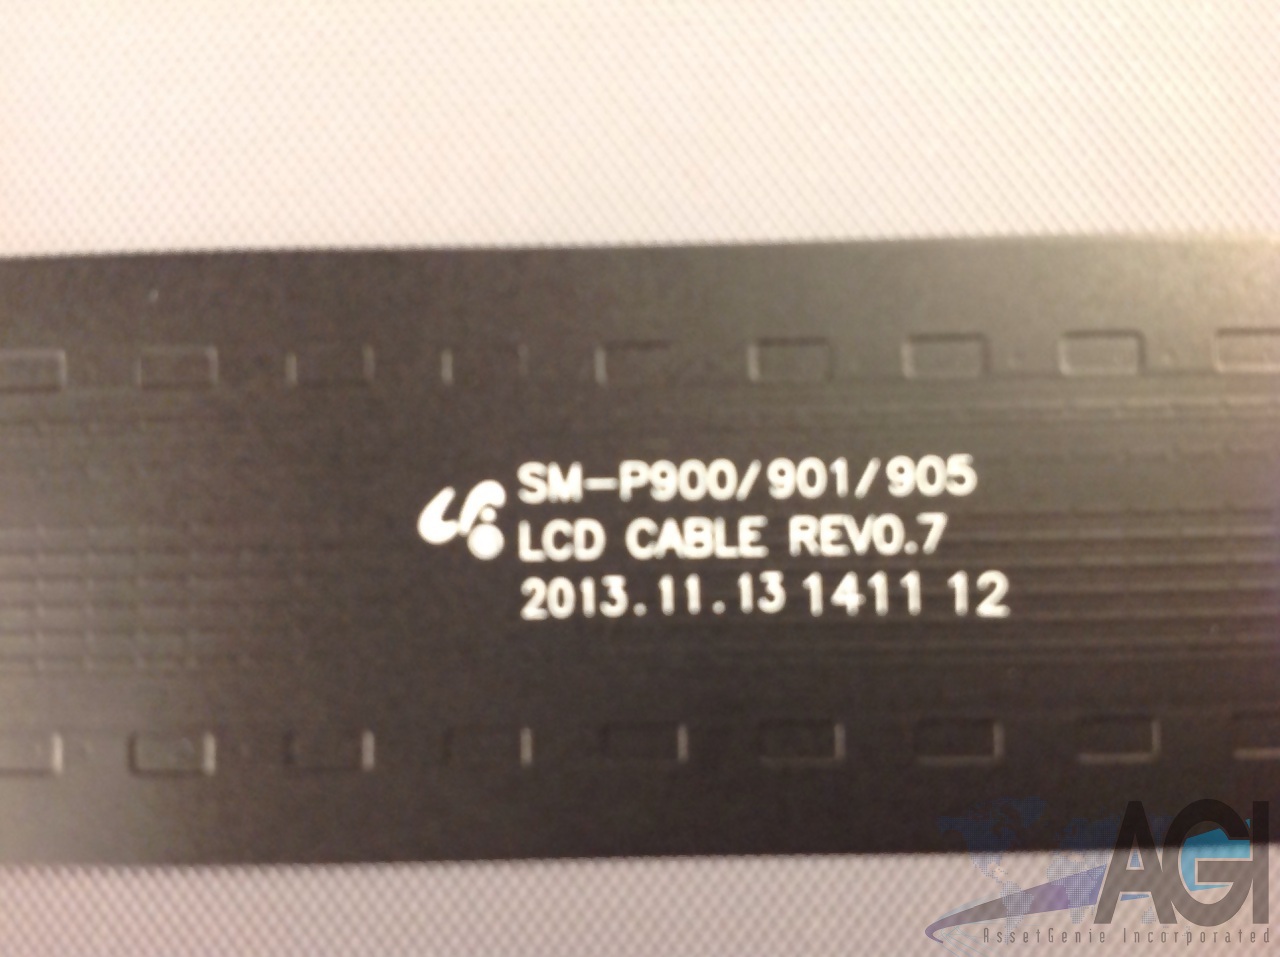 SM-P900/901/905
LCD CABLE REV0.7
2013.11.13 1411 12
AGI
AssetGenie Incorporated